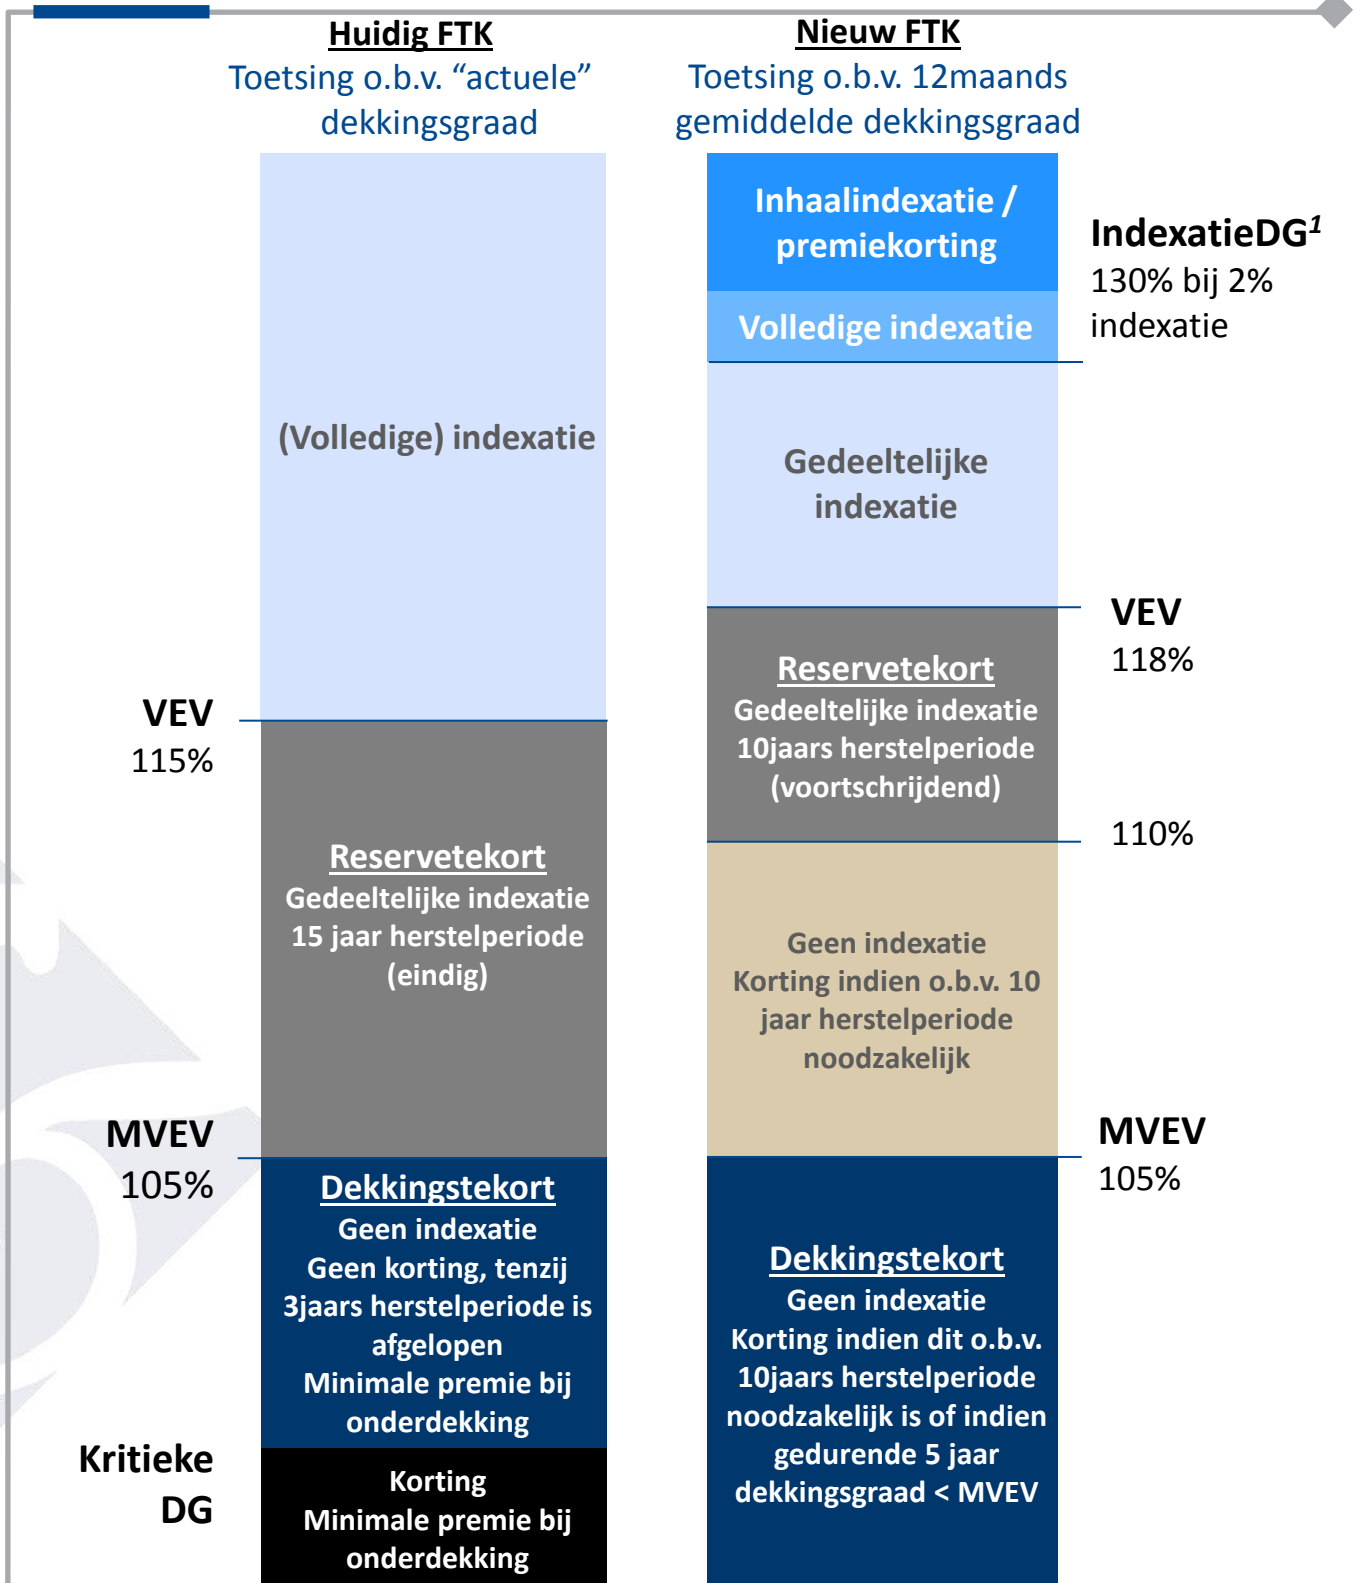 Huidig FTK
Toetsing o.b.v. “actuele”
dekkingsgraad
(Volledige) indexatie
VEV
115%
Reservetekort
Gedeeltelijke indexatie
15 jaar herstelperiode
(eindig)
MVEV
105%
Dekkingstekort
Geen indexatie
Geen korting, tenzij
3jaars herstelperiode is
afgelopen
Minimale premie bij
onderdekking
Kritieke
DG
Korting
Minimale premie bij
onderdekking
Nieuw FTK
Toetsing o.b.v. 12maands
gemiddelde dekkingsgraad
Inhaalindexatie /
premiekorting
Volledige indexatie
IndexatieDG1
130% bij 2%
indexatie
Gedeeltelijke
indexatie
VEV
118%
Reservetekort
Gedeeltelijke indexatie
10jaars herstelperiode
(voortschrijdend)
110%
Geen indexatie
Korting indien o.b.v. 10
jaar herstelperiode
noodzakelijk
MVEV
105%
Dekkingstekort
Geen indexatie
Korting indien dit o.b.v.
10jaars herstelperiode
noodzakelijk is of indien
gedurende 5 jaar
dekkingsgraad < MVEV